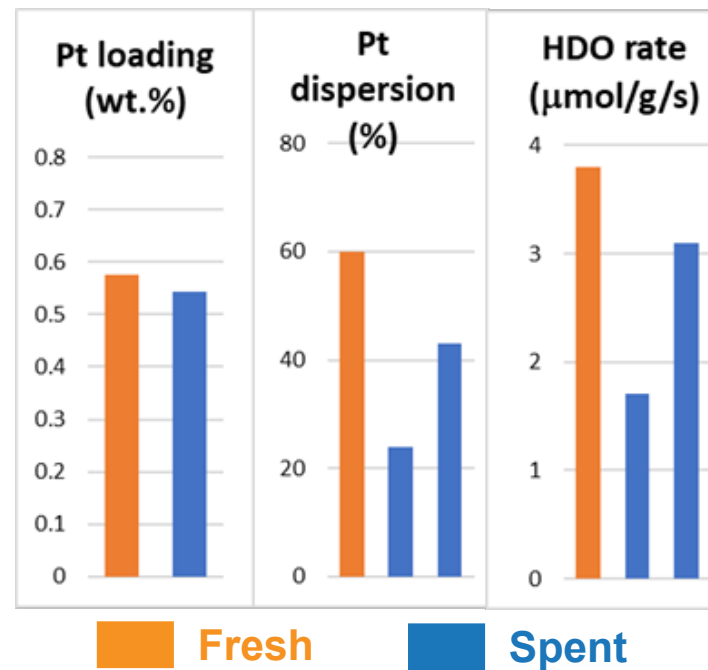 Pt loading
(wt.%)
0.8
0.7
0.6
0.5
0.4
0.3
0.2
0.1
0
Pt
dispersion
(%)
80
60
40
20
0
HDO rate
(μmol/g/s)
4
3
2
1
0
Fresh
Spent